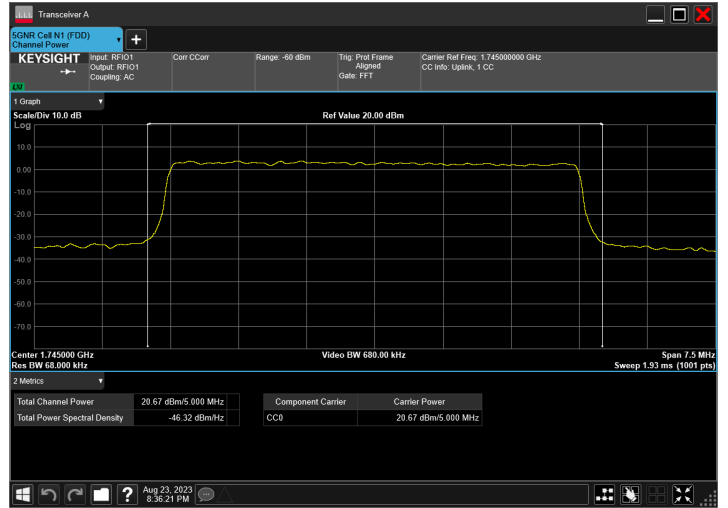 Transceiver A
5GNR Cell N1 (FDD)
Channel Power
KEYSIGHT
Input: RFIO1
Output: RFIO1
Coupling: AC
Corr CCorr
Range: -60 dBm
Trig: Prot Frame
Aligned
Gate: FFT
Carrier Ref Freq: 1.745000000 GHz
CC Info: Uplink, 1 CC
LXI
1 Graph
Scale/Div 10.0 dB
Ref Value 20.00 dBm
Log
10.0
0.00
-10.0
-20.0
-30.0
-40.0
-50.0
-60.0
-70.0
Center 1.745000 GHz
Video BW 680.00 kHz
Span 7.5 MHz
Res BW 68.000 kHz
Sweep 1.93 ms (1001 pts)
2 Metrics
Total Channel Power 20.67 dBm/5.000 MHz
Total Power Spectral Density -46.32 dBm/Hz
Component Carrier Carrier Power
CC0 20.67 dBm/5.000 MHz
?
Aug 23, 2023
8:36:21 PM